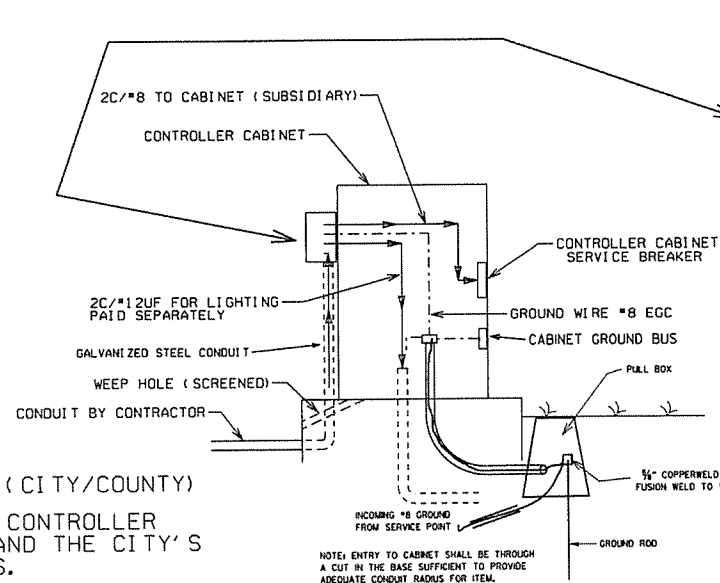 2C/#8 TO CABINET (SUBSIDIARY)
CONTROLLER CABINET
CONTROLLER CABINET
SERVICE BREAKER
2C/#12UF FOR LIGHTING
PAID SEPARATELY
GROUND WIRE #8 EGC
CABINET GROUND BUS
GALVANIZED STEEL CONDUIT
PULL BOX
WEEP HOLE (SCREENED)
CONDUIT BY CONTRACTOR
(CITY/COUNTY)
CONTROLLER
AND THE CITY'S
S.
5/8" COPPERWELD
FUSION WELD TO
INCOMING #8 GROUND
FROM SERVICE POINT
GROUND ROD
NOTE: ENTRY TO CABINET SHALL BE THROUGH
A CUT IN THE BASE SUFFICIENT TO PROVIDE
ADEQUATE CONDUIT RADIUS FOR ITEM.